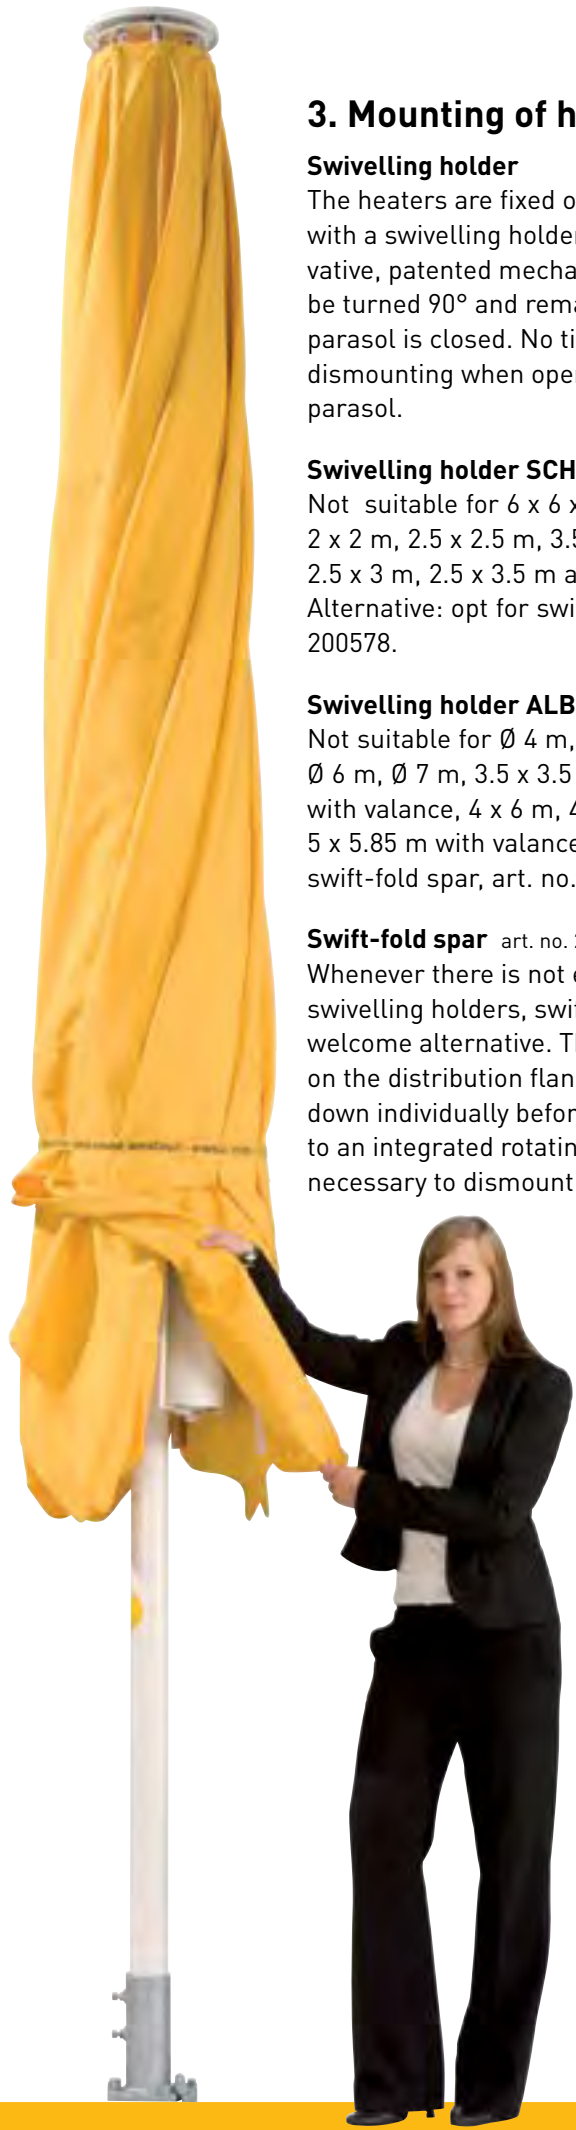 3. Mounting of h
Swivelling holder
The heaters are fixed o
with a swivelling holder
vative, patented mecha
be turned 90° and rema
parasol is closed. No ti
dismounting when oper
parasol.
Swivelling holder SCH
Not suitable for 6 x 6 x
2 x 2 m, 2.5 x 2.5 m, 3.5
2.5 x 3 m, 2.5 x 3.5 m a
Alternative: opt for swi
200578.
Swivelling holder ALB
Not suitable for Ø 4 m,
Ø 6 m, Ø 7 m, 3.5 x 3.5
with valance, 4 x 6 m, 4
5 x 5.85 m with valance
swift-fold spar, art. no.
Swift-fold spar art. no. 2
Whenever there is not e
swivelling holders, swif
welcome alternative. Th
on the distribution flan
down individually befor
to an integrated rotatin
necessary to dismount